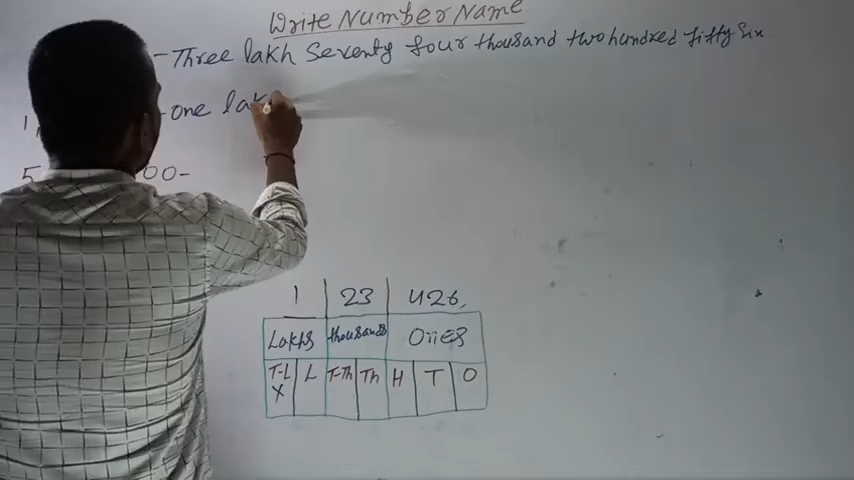 Write Number Name
- Three lakh Seventy four thousand two hundred fifty Six
1, - one lak
5 00-
1 23 426,
Lakhs thousands Ones
T-L L T-Th Th H T O
X